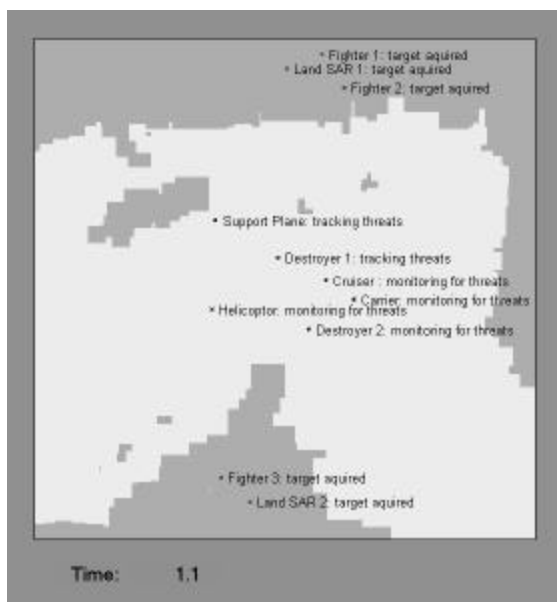 Fighter 1: target aquired
Land SAR 1: target aquired
Fighter 2: target aquired
Support Plane: tracking threats
Destroyer 1: tracking threats
Cruiser : monitoring for threats
Carrier: monitoring for threats
Helicoptor: monitoring for threats
Destroyer 2: monitoring for threats
Fighter 3: target aquired
Land SAR 2: target aquired
Time: 1.1